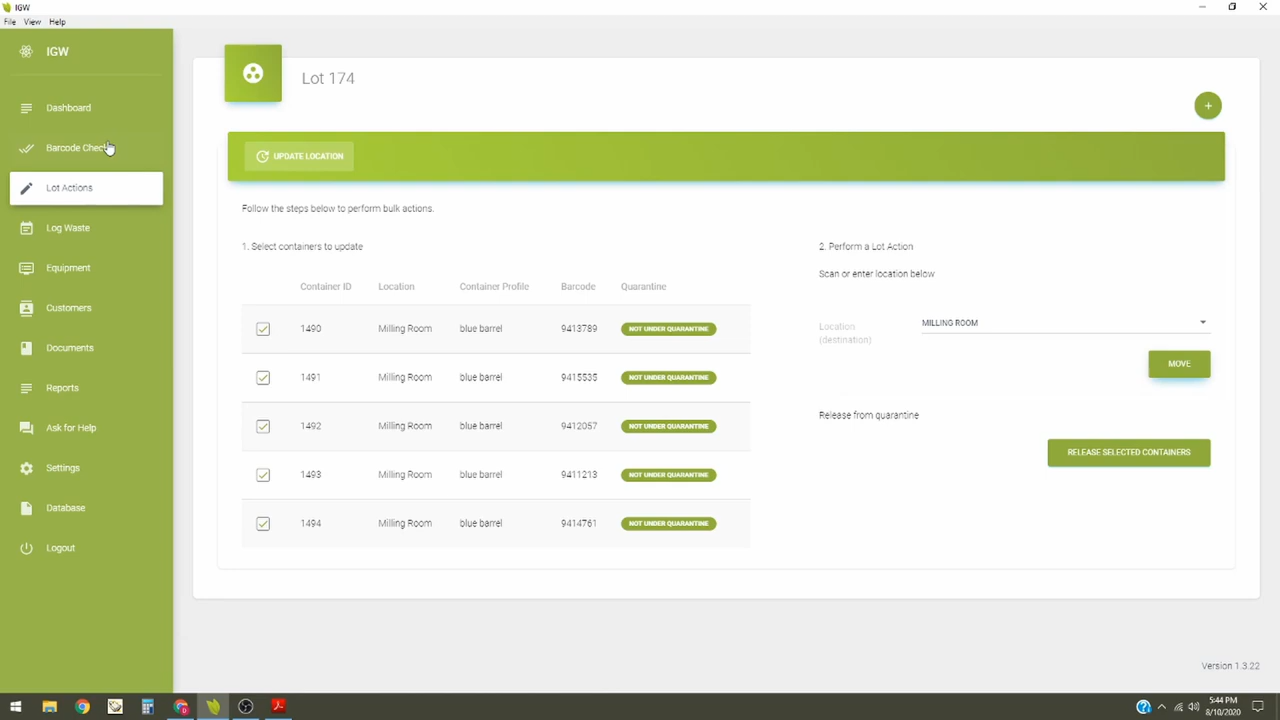 IGW
File View Help
IGW
Dashboard
Barcode Check
Lot Actions
Log Waste
Equipment
Customers
Documents
Reports
Ask for Help
Settings
Database
Logout
Lot 174
+
UPDATE LOCATION
Follow the steps below to perform bulk actions.
1. Select containers to update
Container ID Location Container Profile Barcode Quarantine
1490 Milling Room blue barrel 9413789 NOT UNDER QUARANTINE
1491 Milling Room blue barrel 9415535 NOT UNDER QUARANTINE
1492 Milling Room blue barrel 9412057 NOT UNDER QUARANTINE
1493 Milling Room blue barrel 9411213 NOT UNDER QUARANTINE
1494 Milling Room blue barrel 9414761 NOT UNDER QUARANTINE
2. Perform a Lot Action
Scan or enter location below
Location
(destination)
MILLING ROOM
MOVE
Release from quarantine
RELEASE SELECTED CONTAINERS
Version 1.3.22
5:44 PM
8/10/2020